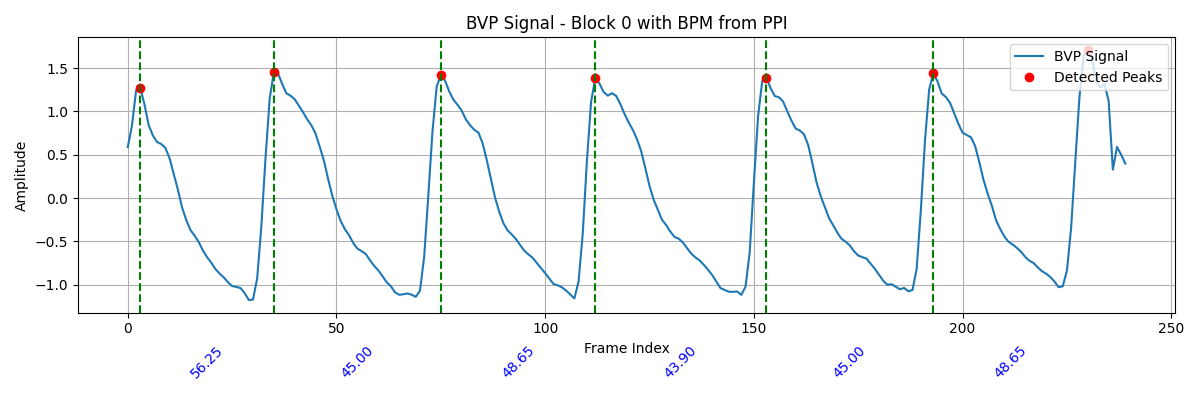 BVP Signal - Block 0 with BPM from PPI
BVP Signal
Detected Peaks
Amplitude
1.5
1.0
0.5
0.0
−0.5
−1.0
0 50 100 150 200 250
Frame Index
56.25 45.00 48.65 43.90 45.00 48.65